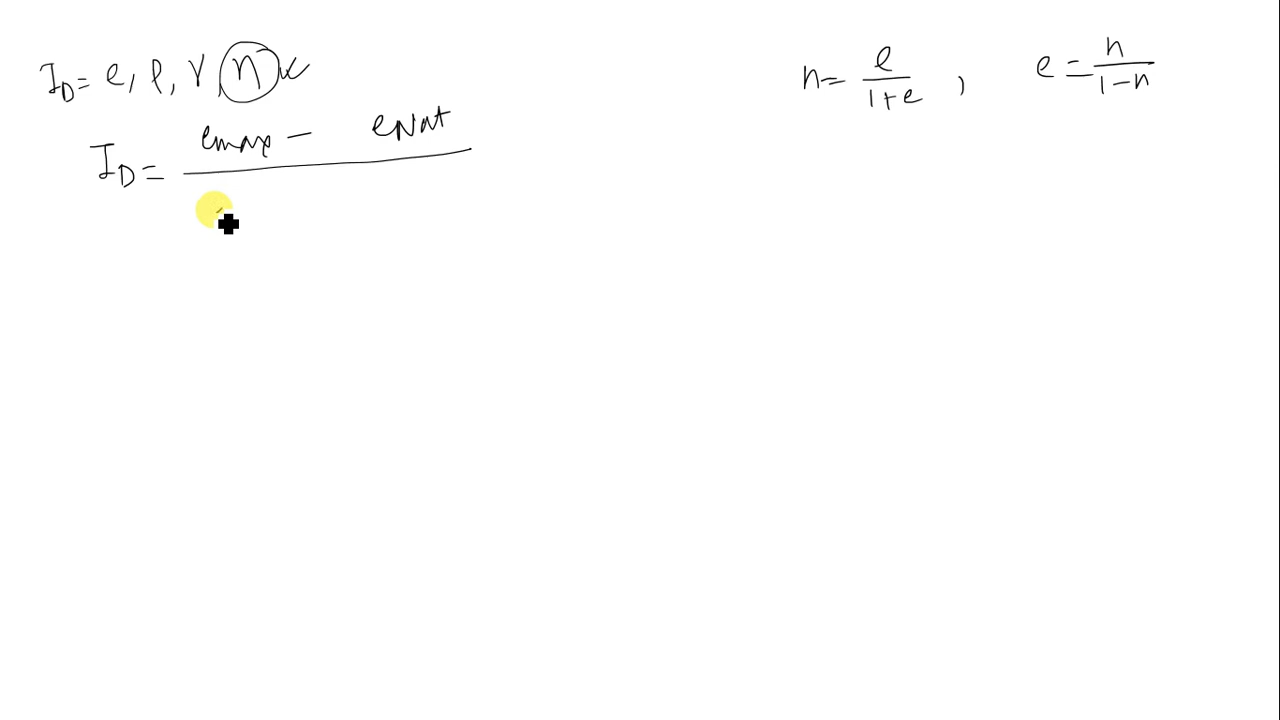 I_D = e, ρ, γ, n
n = e/(1+e) , e = n/(1-n)
I_D = emax - eNat